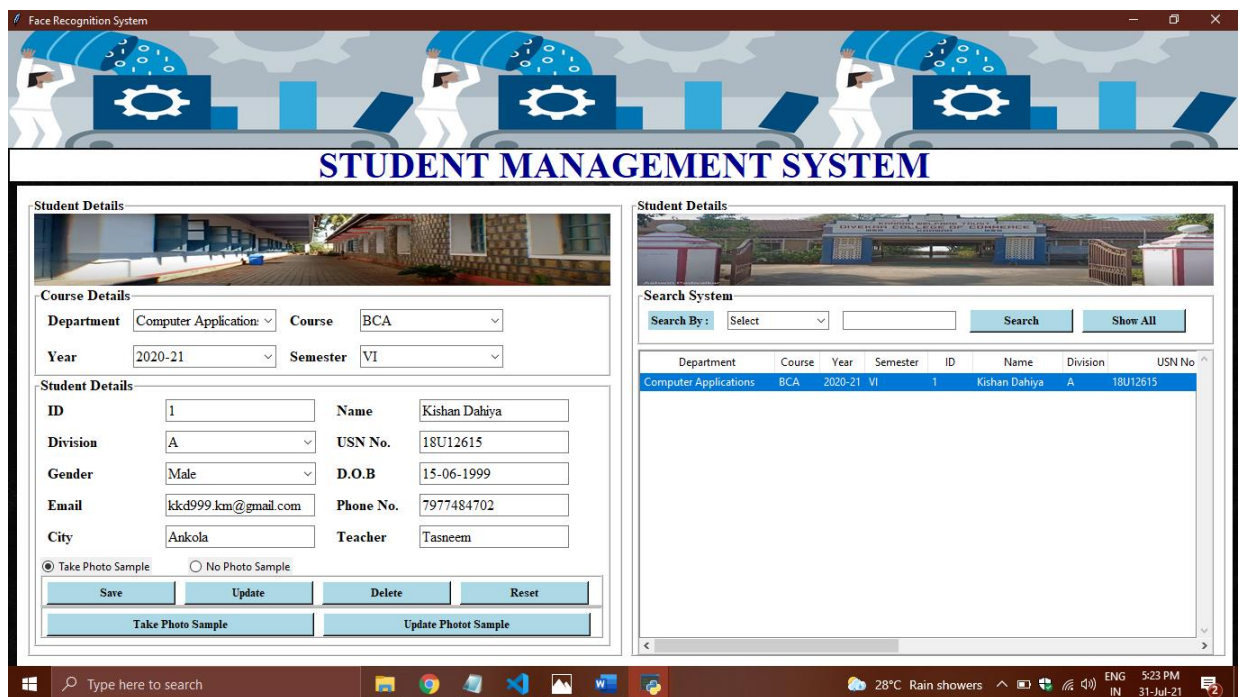 Face Recognition System
STUDENT MANAGEMENT SYSTEM
Student Details
Course Details
Department Computer Application: Course BCA
Year 2020-21 Semester VI
Student Details
ID 1 Name Kishan Dahiya
Division A USN No. 18U12615
Gender Male D.O.B 15-06-1999
Email kkd999.km@gmail.com Phone No. 7977484702
City Ankola Teacher Tasneem
Take Photo Sample No Photo Sample
Save Update Delete Reset
Take Photo Sample Update Photot Sample
Student Details
DIVEKAR COLLEGE OF COMMERCE
Search System
Search By : Select Search Show All
Department Course Year Semester ID Name Division USN No
Computer Applications BCA 2020-21 VI 1 Kishan Dahiya A 18U12615
Type here to search
28°C Rain showers
ENG
IN
5:23 PM
31-Jul-21
2